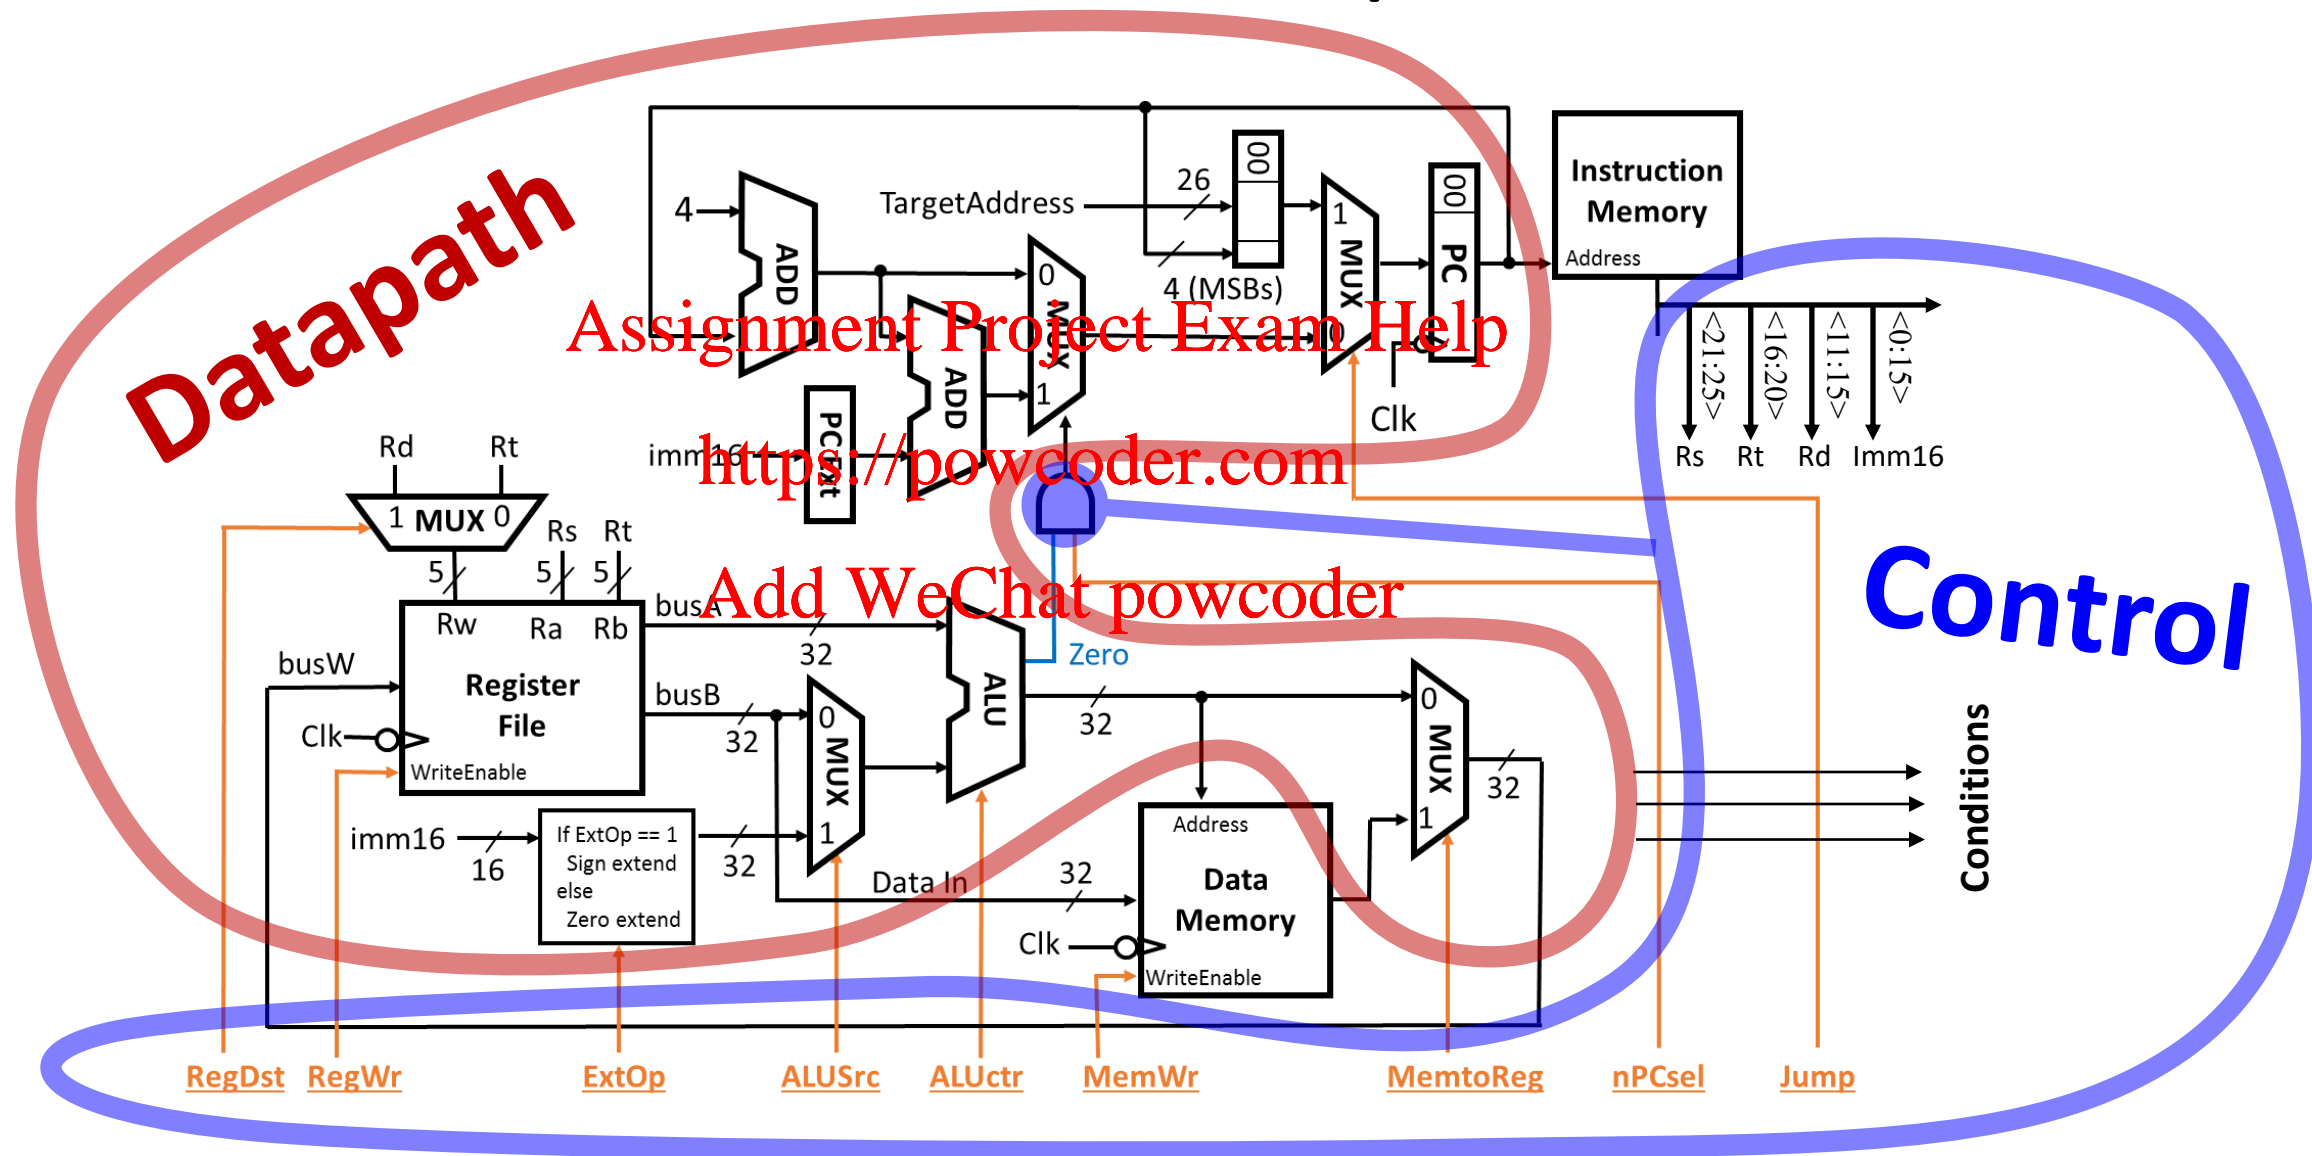 Datapath
4
ADD
TargetAddress
26
00
4 (MSBs)
MUX
1
0
00
PC
Clk
Instruction
Memory
Address
<21:25>
<16:20>
<11:15>
<0:15>
Rs
Rt
Rd
Imm16
0
MUX
1
ADD
imm16
PC Ext
Assignment Project Exam Help
https://powcoder.com
Add WeChat powcoder
Control
Rd
Rt
1 MUX 0
Rs
Rt
5
5
5
Rw
Ra
Rb
busW
Register
File
Clk
WriteEnable
busA
32
busB
32
0
MUX
1
ALU
Zero
32
imm16
16
If ExtOp == 1
Sign extend
else
Zero extend
32
Data In
32
Address
Data
Memory
Clk
WriteEnable
0
MUX
1
32
Conditions
RegDst
RegWr
ExtOp
ALUSrc
ALUctr
MemWr
MemtoReg
nPCsel
Jump